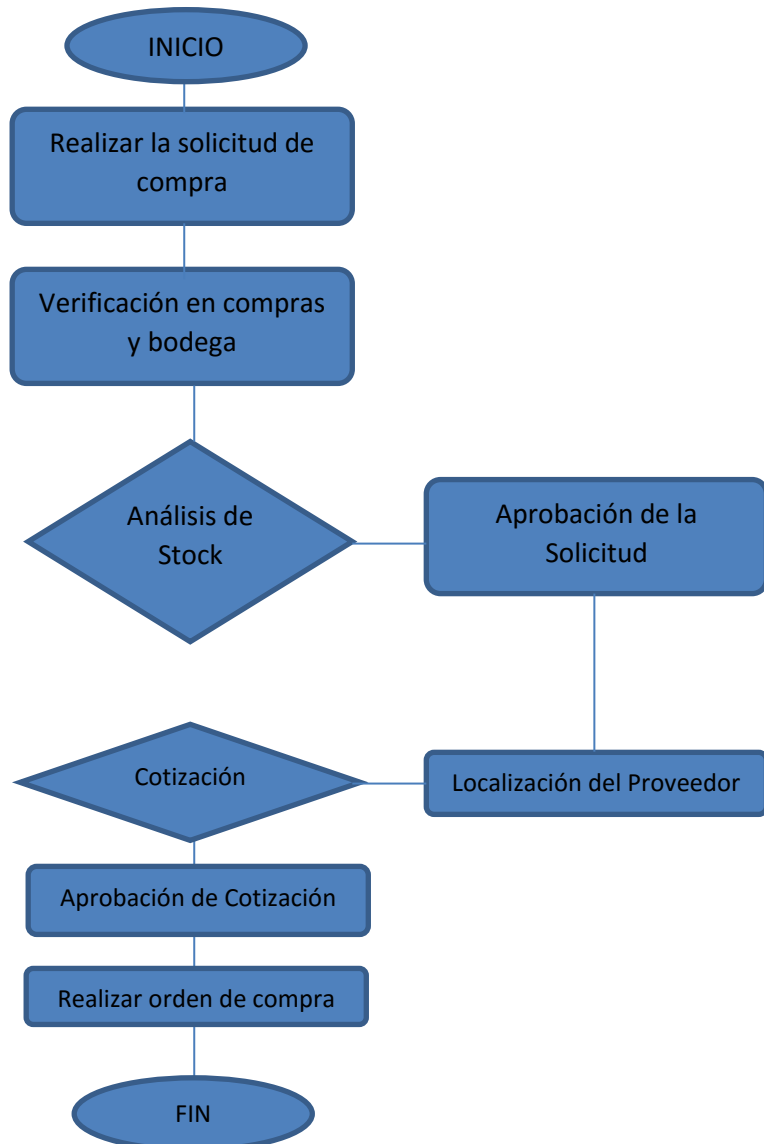 INICIO
Realizar la solicitud de
compra
Verificación en compras
y bodega
Análisis de
Stock
Aprobación de la
Solicitud
Localización del Proveedor
Cotización
Aprobación de Cotización
Realizar orden de compra
FIN